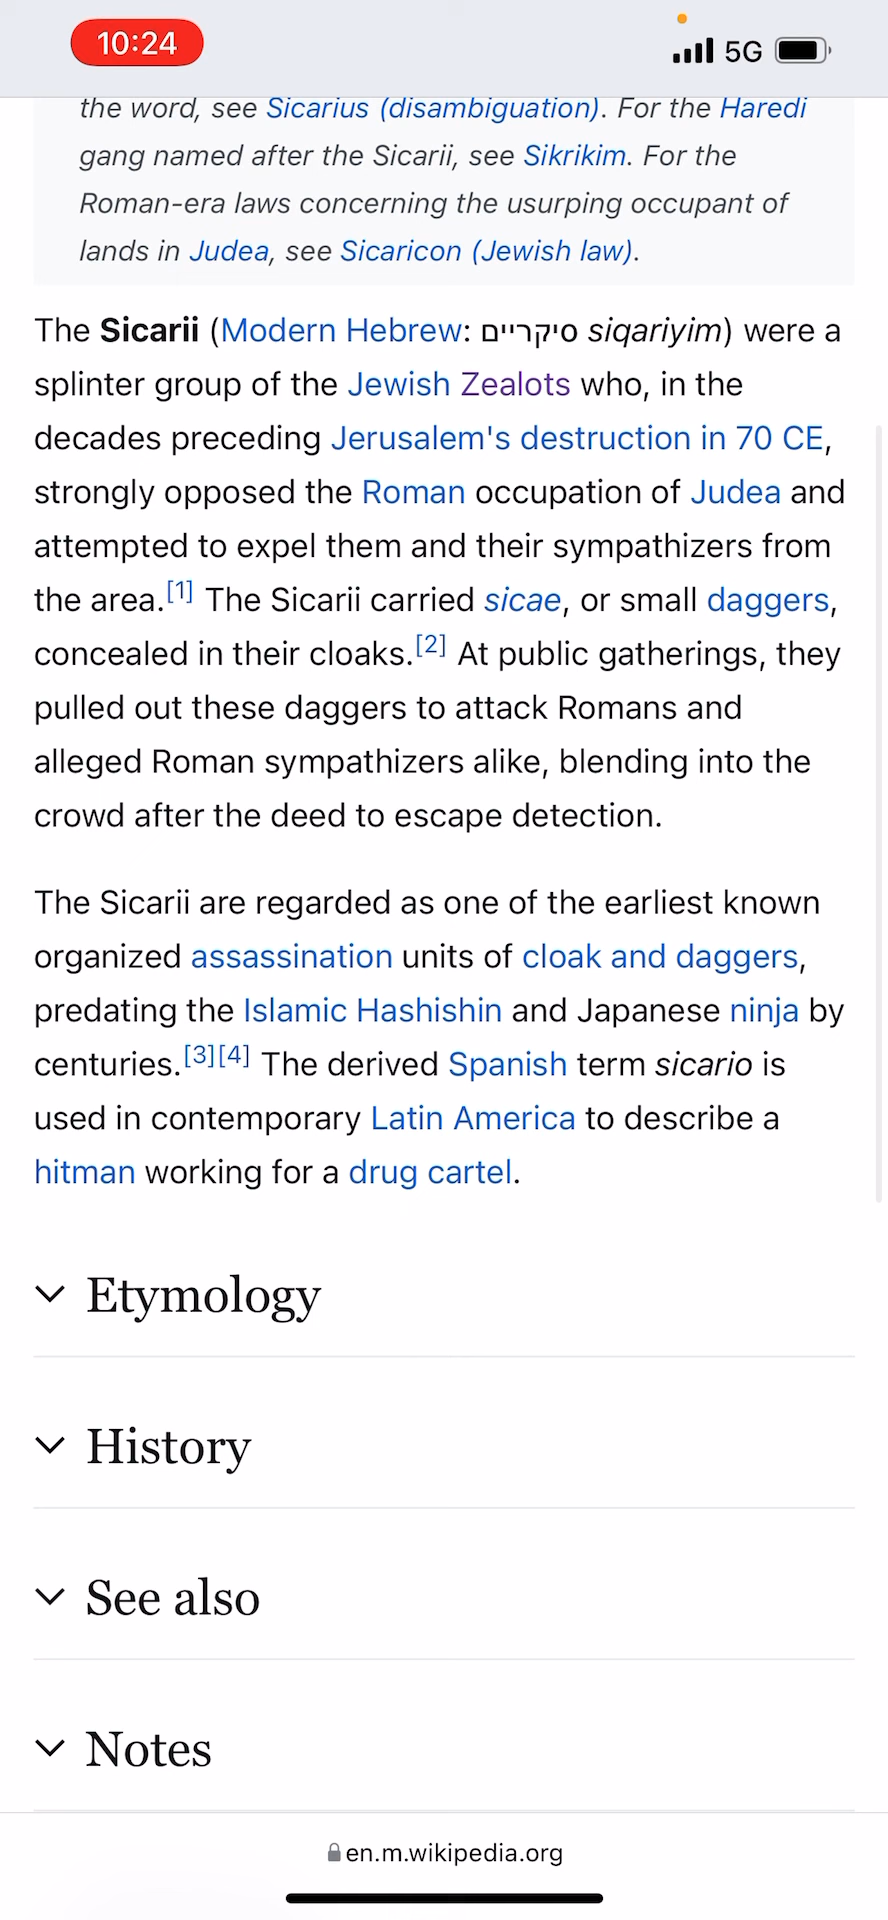 10:24
5G
the word, see Sicarius (disambiguation). For the Haredi
gang named after the Sicarii, see Sikrikim. For the
Roman-era laws concerning the usurping occupant of
lands in Judea, see Sicaricon (Jewish law).
The Sicarii (Modern Hebrew: סיקריים siqariyim) were a
splinter group of the Jewish Zealots who, in the
decades preceding Jerusalem's destruction in 70 CE,
strongly opposed the Roman occupation of Judea and
attempted to expel them and their sympathizers from
the area.[1] The Sicarii carried sicae, or small daggers,
concealed in their cloaks.[2] At public gatherings, they
pulled out these daggers to attack Romans and
alleged Roman sympathizers alike, blending into the
crowd after the deed to escape detection.
The Sicarii are regarded as one of the earliest known
organized assassination units of cloak and daggers,
predating the Islamic Hashishin and Japanese ninja by
centuries.[3][4] The derived Spanish term sicario is
used in contemporary Latin America to describe a
hitman working for a drug cartel.
Etymology
History
See also
Notes
en.m.wikipedia.org